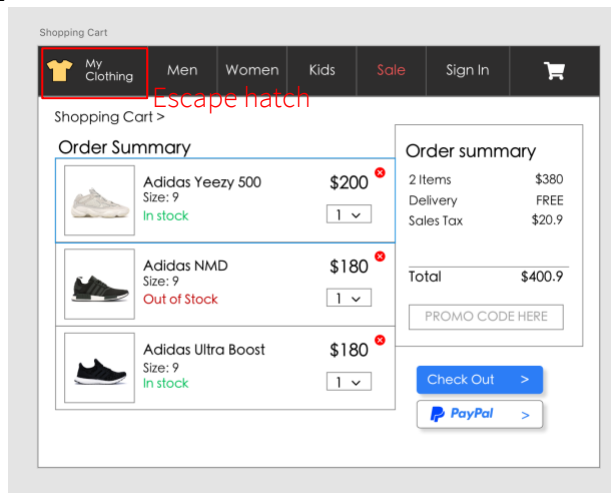 Shopping Cart
My
Clothing
Men Women Kids Sale Sign In
Escape hatch
Shopping Cart >
Order Summary
Adidas Yeezy 500 $200
Size: 9
In stock 1
Adidas NMD $180
Size: 9
Out of Stock 1
Adidas Ultra Boost $180
Size: 9
In stock 1
Order summary
2 Items $380
Delivery FREE
Sales Tax $20.9
Total $400.9
PROMO CODE HERE
Check Out >
PayPal >